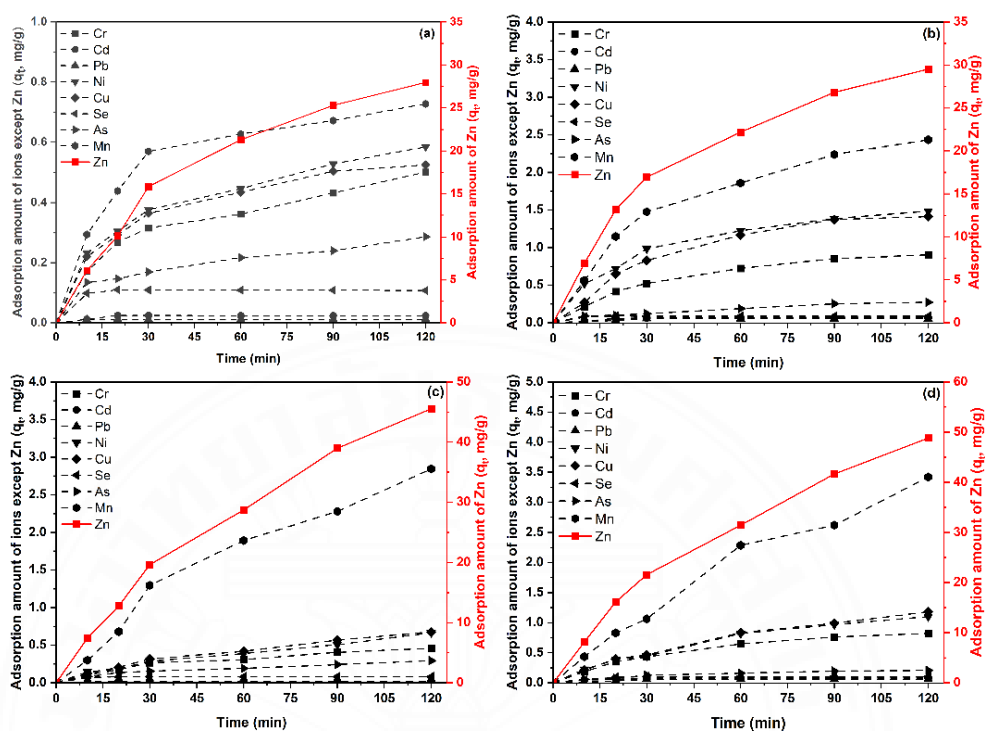 (a)
Adsorption amount of ions except Zn (qt, mg/g)
1.0
0.8
0.6
0.4
0.2
0.0
Cr
Cd
Pb
Ni
Cu
Se
As
Mn
Zn
35
30
25
20
15
10
5
0
Adsorption amount of Zn (qt, mg/g)
0 15 30 45 60 75 90 105 120
Time (min)
(b)
Adsorption amount of ions except Zn (qt, mg/g)
4.0
3.5
3.0
2.5
2.0
1.5
1.0
0.5
0.0
Cr
Cd
Pb
Ni
Cu
Se
As
Mn
Zn
35
30
25
20
15
10
5
0
Adsorption amount of Zn (qt, mg/g)
0 15 30 45 60 75 90 105 120
Time (min)
(c)
Adsorption amount of ions except Zn (qt, mg/g)
4.0
3.5
3.0
2.5
2.0
1.5
1.0
0.5
0.0
Cr
Cd
Pb
Ni
Cu
Se
As
Mn
Zn
50
40
30
20
10
0
Adsorption amount of Zn (qt, mg/g)
0 15 30 45 60 75 90 105 120
Time (min)
(d)
Adsorption amount of ions except Zn (qt, mg/g)
5.0
4.5
4.0
3.5
3.0
2.5
2.0
1.5
1.0
0.5
0.0
Cr
Cd
Pb
Ni
Cu
Se
As
Mn
Zn
60
50
40
30
20
10
0
Adsorption amount of Zn (qt, mg/g)
0 15 30 45 60 75 90 105 120
Time (min)